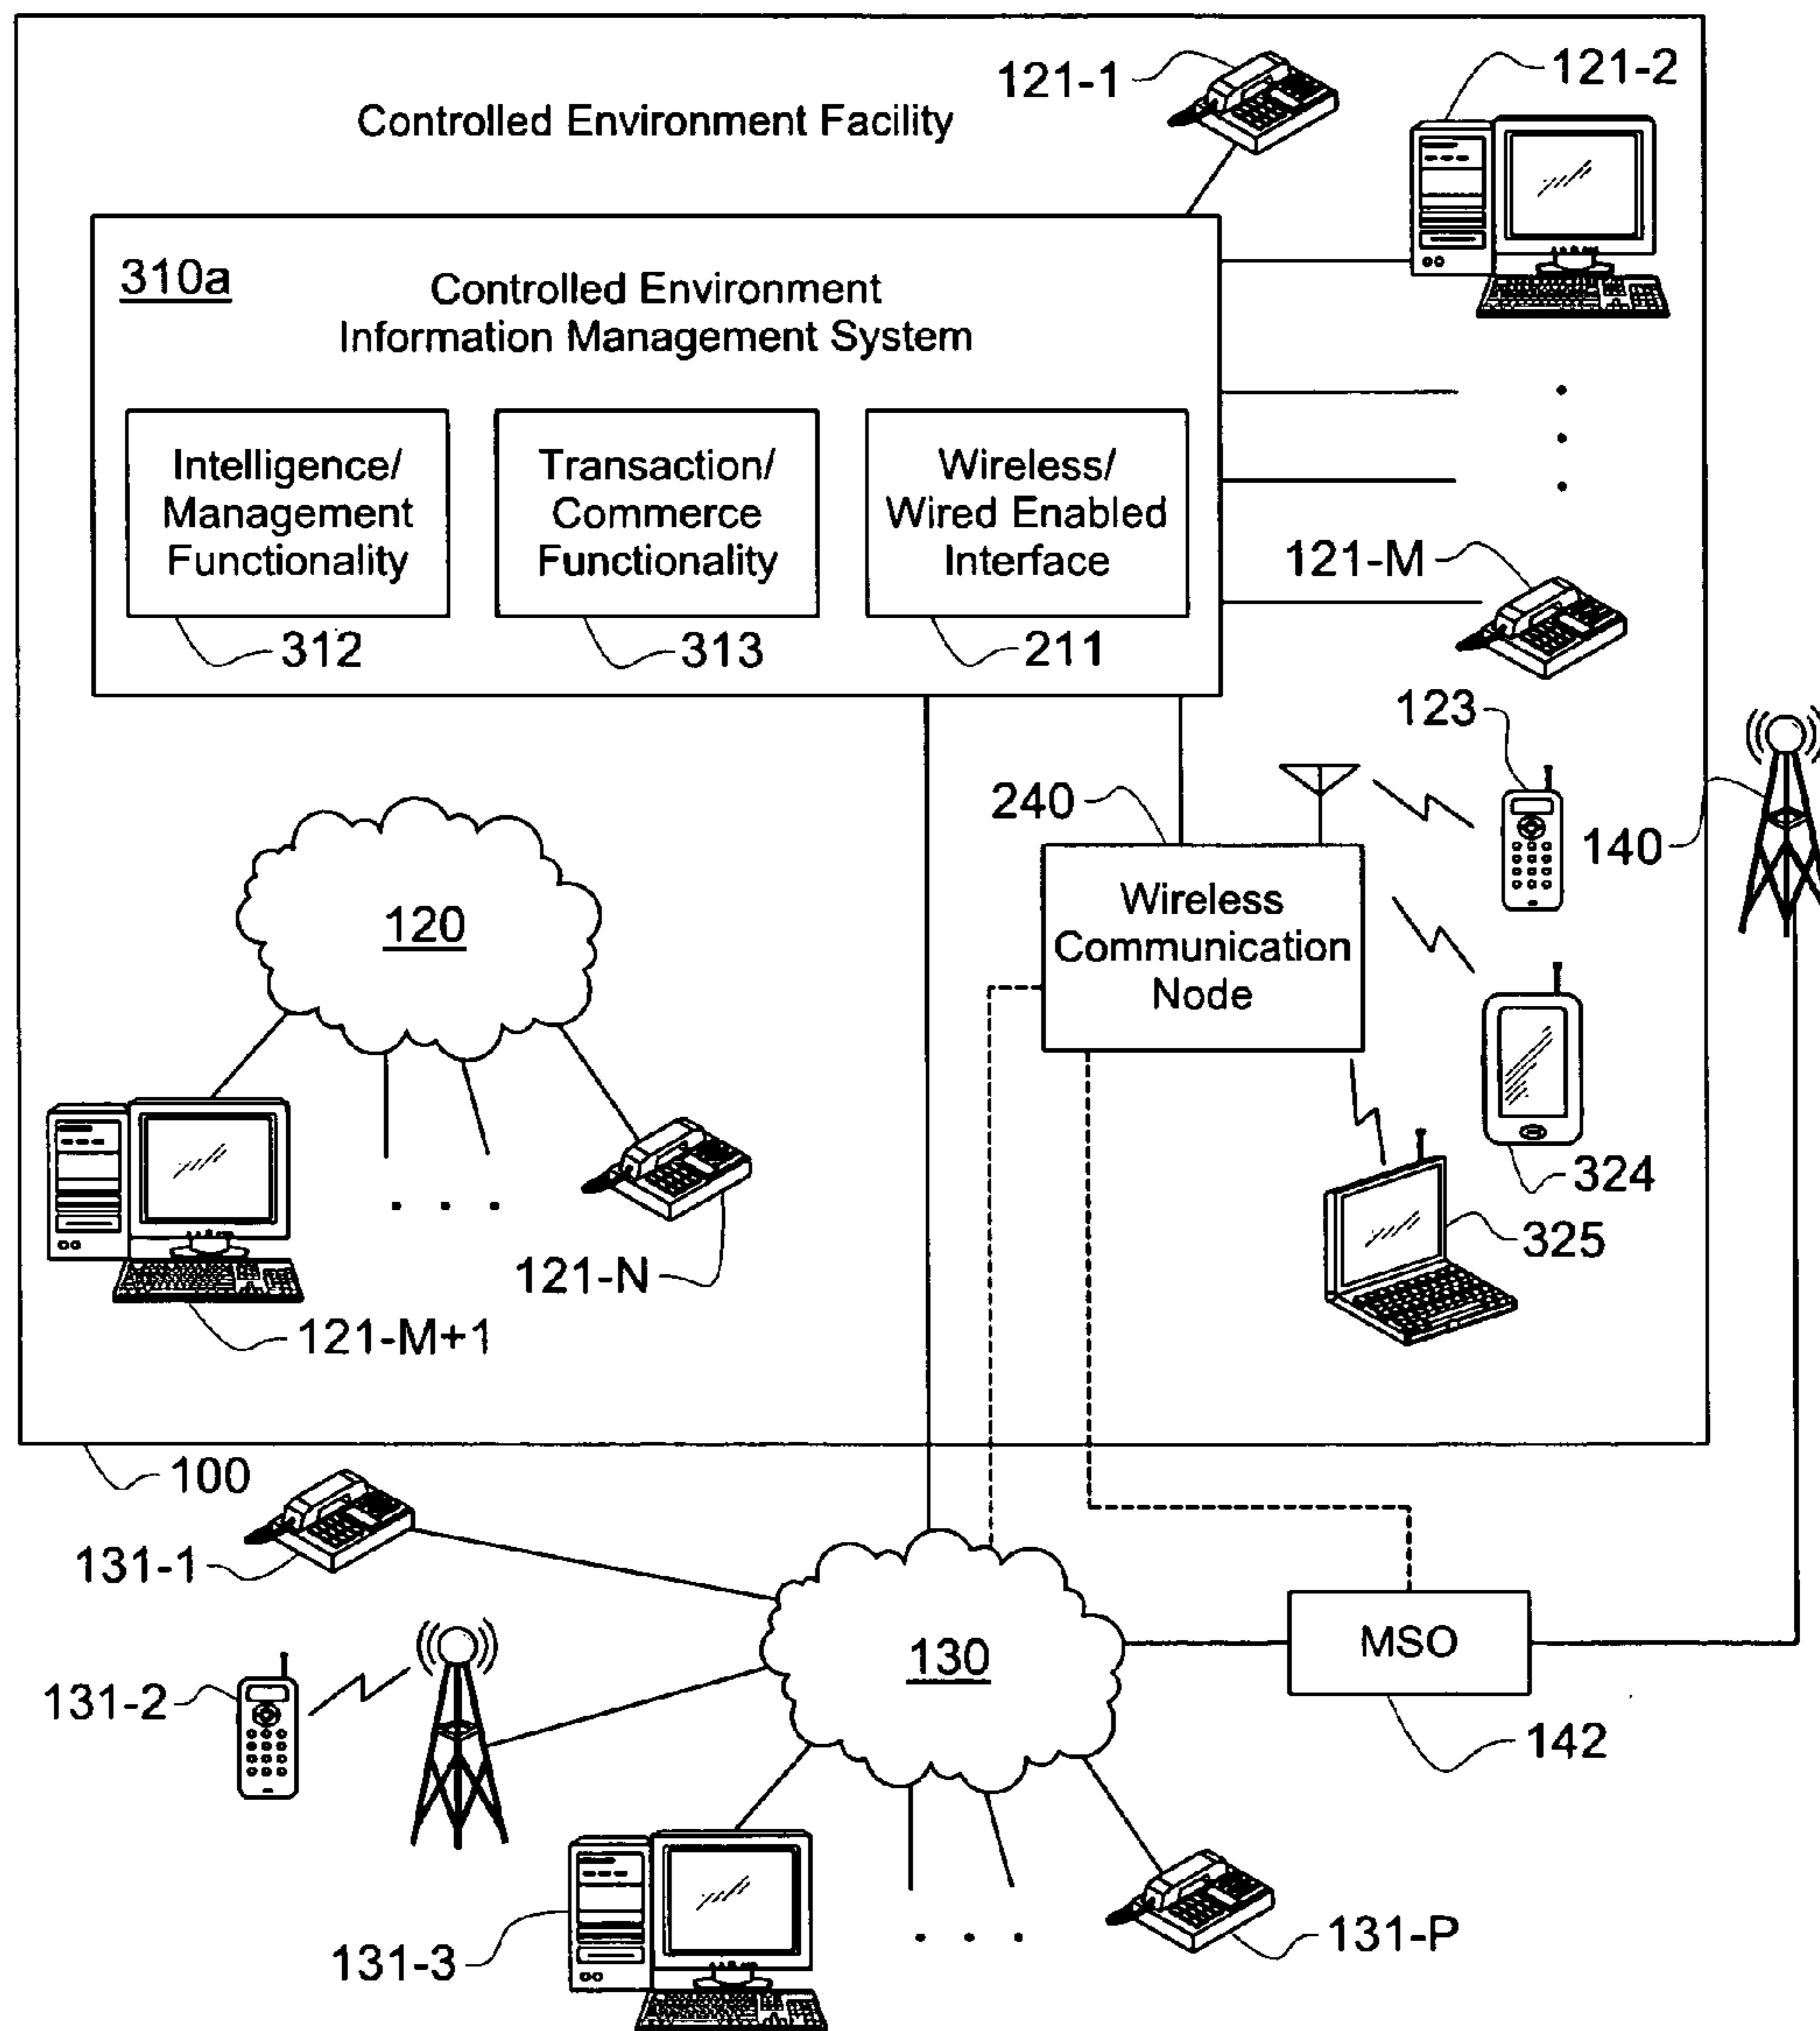 121-1
121-2
Controlled Environment Facility
310a
Controlled Environment
Information Management System
Intelligence/
Management
Functionality
Transaction/
Commerce
Functionality
Wireless/
Wired Enabled
Interface
312
313
211
121-M
123
240
140
120
Wireless
Communication
Node
324
325
121-N
121-M+1
100
131-1
130
MSO
131-2
142
131-3
131-P